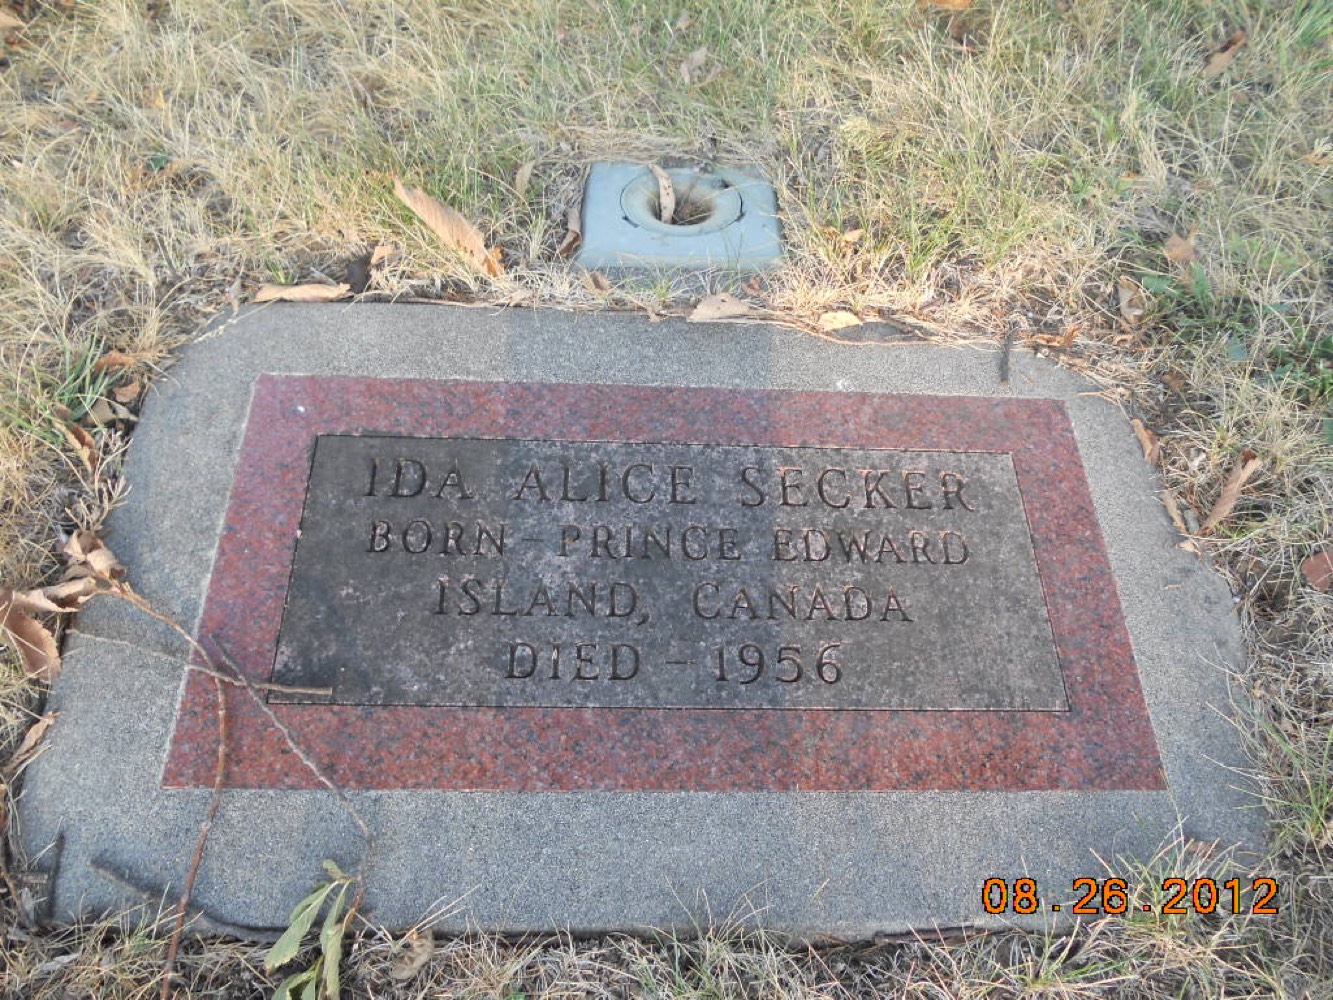 IDA ALICE SECKER
BORN - PRINCE EDWARD
ISLAND, CANADA
DIED - 1956
08.26.2012